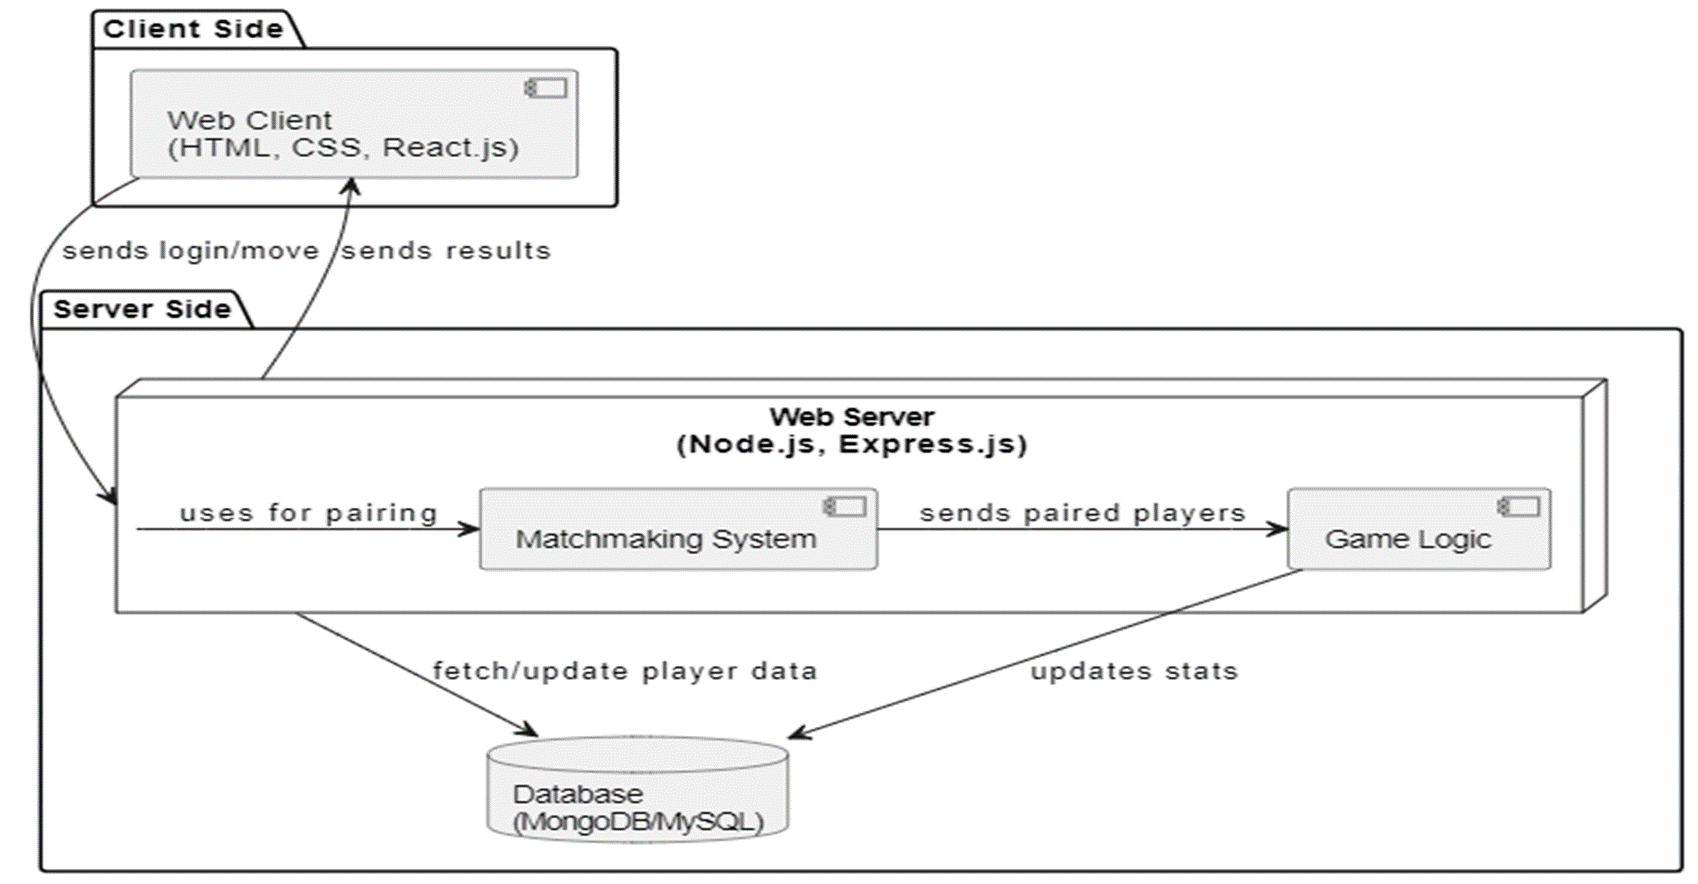 Client Side
Web Client
(HTML, CSS, React.js)
sends login/move
sends results
Server Side
Web Server
(Node.js, Express.js)
uses for pairing
Matchmaking System
sends paired players
Game Logic
fetch/update player data
updates stats
Database
(MongoDB/MySQL)